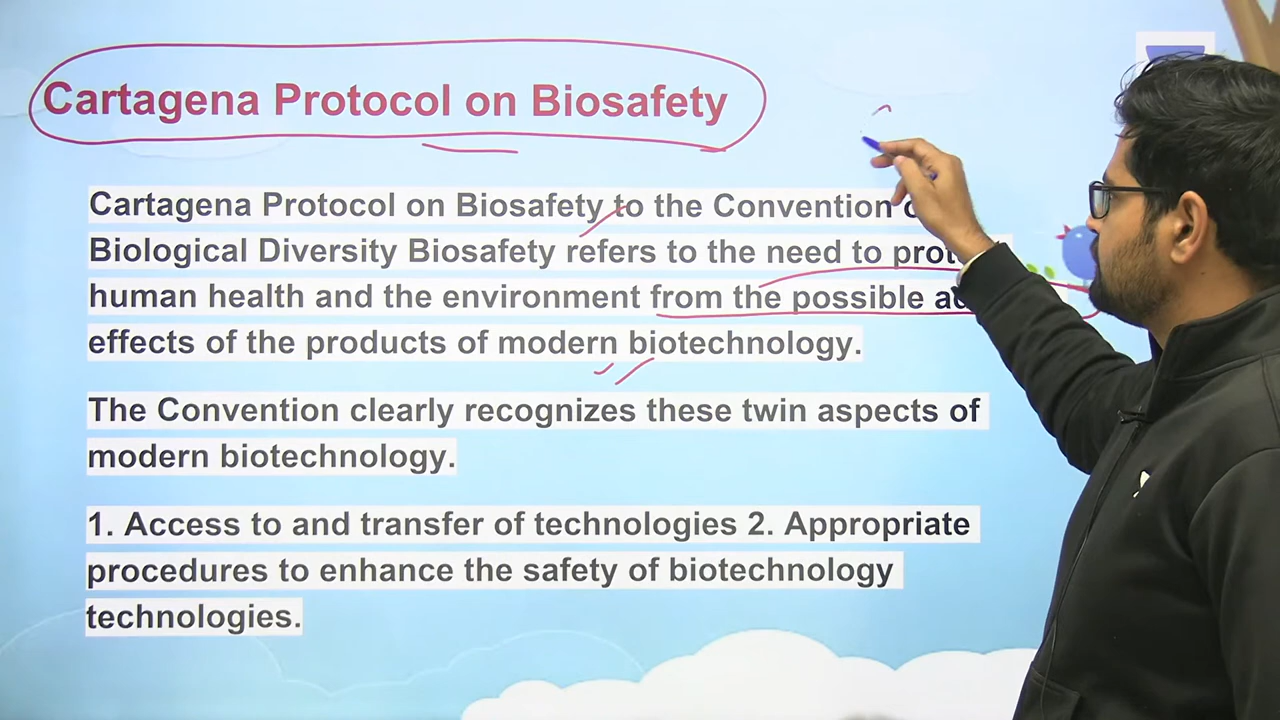 Cartagena Protocol on Biosafety
Cartagena Protocol on Biosafety to the Convention
Biological Diversity Biosafety refers to the need to
human health and the environment from the possible
effects of the products of modern biotechnology.
The Convention clearly recognizes these twin aspects of
modern biotechnology.
1. Access to and transfer of technologies 2. Appropriate
procedures to enhance the safety of biotechnology
technologies.